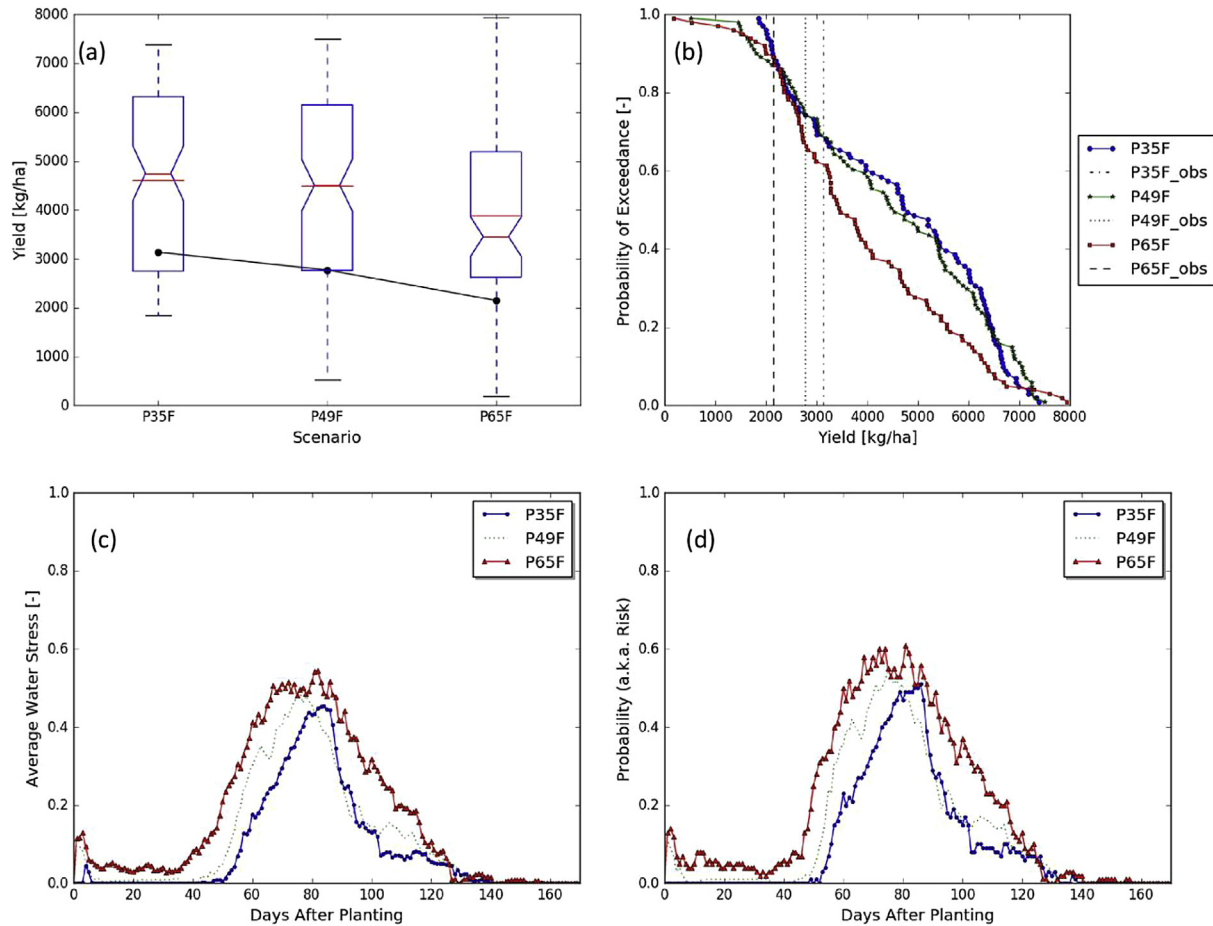 (a)
Yield [kg/ha]
8000
7000
6000
5000
4000
3000
2000
1000
0
P35F P49F P65F
Scenario
(b)
Probability of Exceedance [-]
1.0
0.8
0.6
0.4
0.2
0.0
0 1000 2000 3000 4000 5000 6000 7000 8000
Yield [kg/ha]
P35F
P35F_obs
P49F
P49F_obs
P65F
P65F_obs
(c)
Average Water Stress [-]
1.0
0.8
0.6
0.4
0.2
0.0
0 20 40 60 80 100 120 140 160
Days After Planting
P35F
P49F
P65F
(d)
Probability (a.k.a. Risk)
1.0
0.8
0.6
0.4
0.2
0.0
0 20 40 60 80 100 120 140 160
Days After Planting
P35F
P49F
P65F